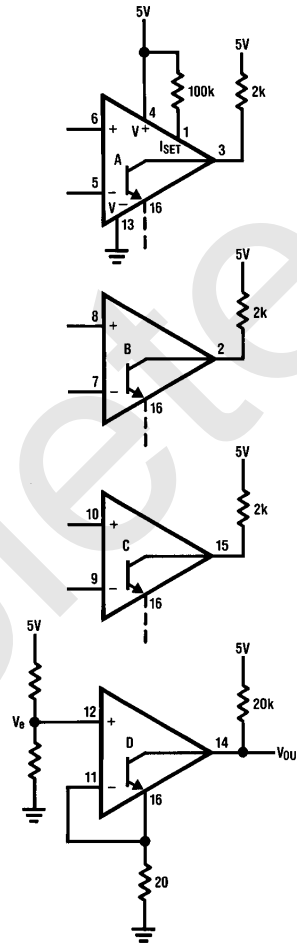 5V
5V
100k
2k
4
V+
1
6
+
ISET
3
A
5
−
V−
16
13
5V
2k
8
+
B
2
7
−
16
5V
2k
10
+
C
15
9
−
16
5V
5V
20k
Ve
12
+
D
14
VOU
11
−
16
20